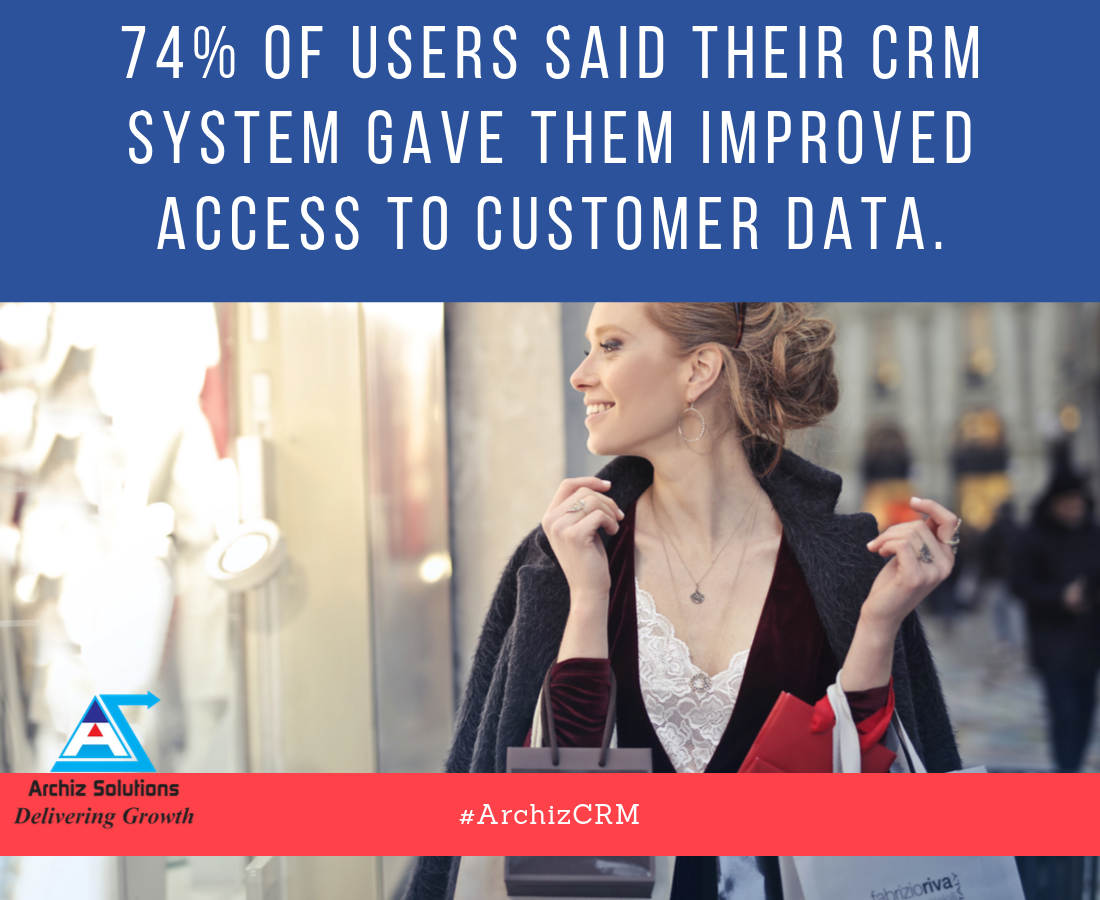 74% OF USERS SAID THEIR CRM
SYSTEM GAVE THEM IMPROVED
ACCESS TO CUSTOMER DATA.
Archiz Solutions
Delivering Growth
#ArchizCRM
fabrizioriva